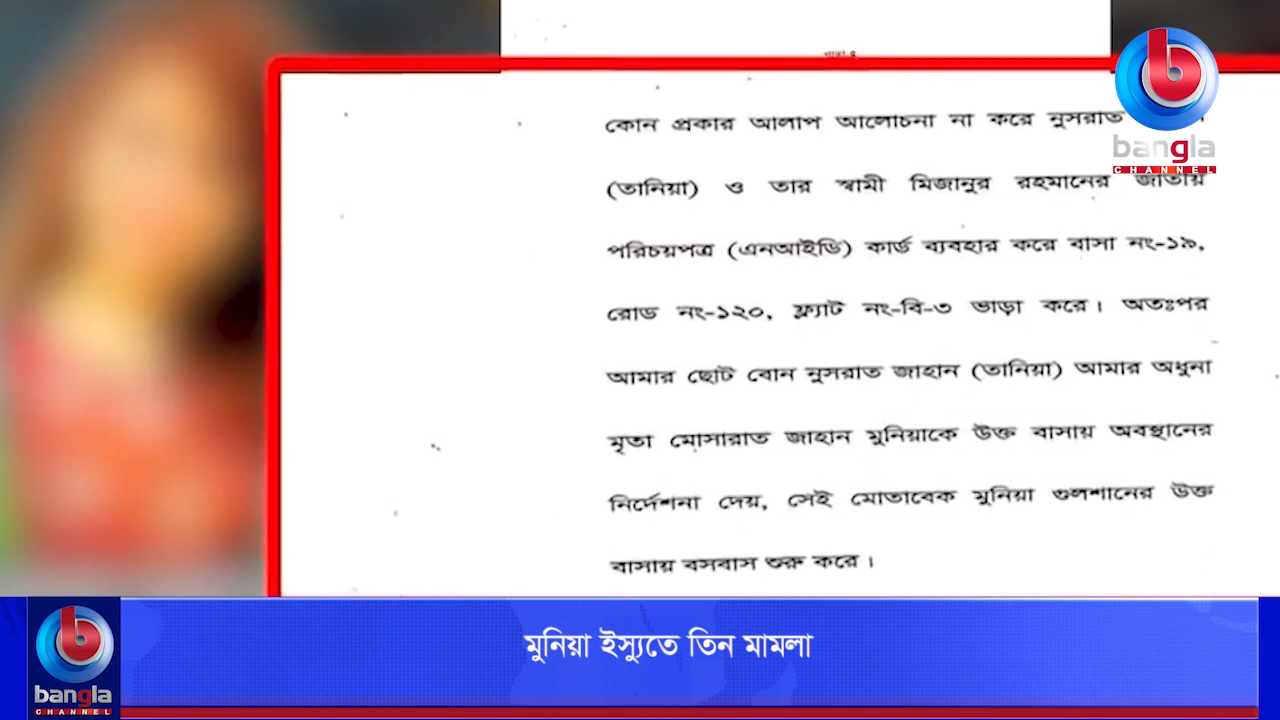 কোন প্রকার আলাপ আলোচনা না করে নুসরাত
(তানিয়া) ও তার স্বামী মিজানুর রহমানের জাতীয়
পরিচয়পত্র (এনআইডি) কার্ড ব্যবহার করে বাসা নং-১৯,
রোড নং-১২০, ফ্ল্যাট নং-বি-৩ ভাড়া করে। অতঃপর
আমার ছোট বোন নুসরাত জাহান (তানিয়া) আমার অধুনা
মৃতা মোসারাত জাহান মুনিয়াকে উক্ত বাসায় অবস্থানের
নির্দেশনা দেয়, সেই মোতাবেক মুনিয়া গুলশানের উক্ত
বাসায় বসবাস শুরু করে।
bangla
CHANNEL
মুনিয়া ইস্যুতে তিন মামলা
bangla
CHANNEL